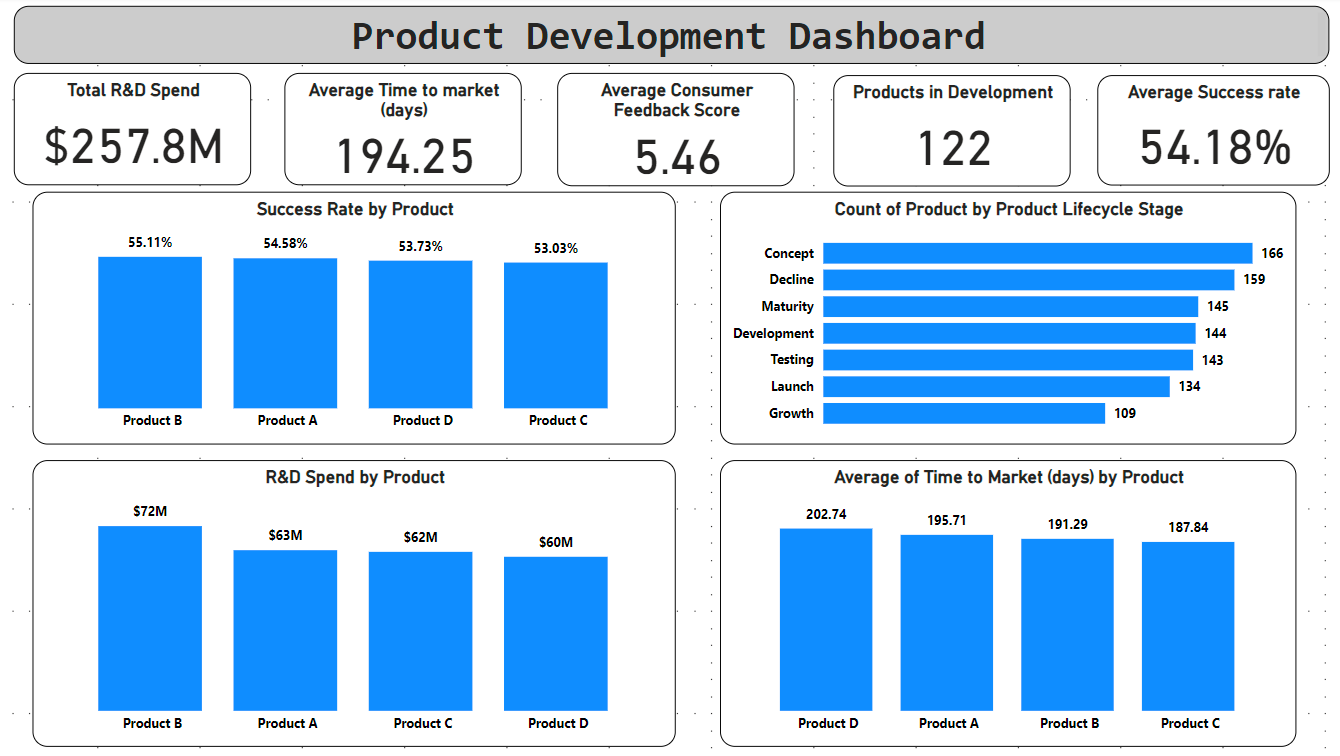 Product Development Dashboard
Total R&D Spend
$257.8M
Average Time to market
(days)
194.25
Average Consumer
Feedback Score
5.46
Products in Development
122
Average Success rate
54.18%
Success Rate by Product
55.11%
54.58%
53.73%
53.03%
Product B
Product A
Product D
Product C
Count of Product by Product Lifecycle Stage
Concept 166
Decline 159
Maturity 145
Development 144
Testing 143
Launch 134
Growth 109
R&D Spend by Product
$72M
$63M
$62M
$60M
Product B
Product A
Product C
Product D
Average of Time to Market (days) by Product
202.74
195.71
191.29
187.84
Product D
Product A
Product B
Product C